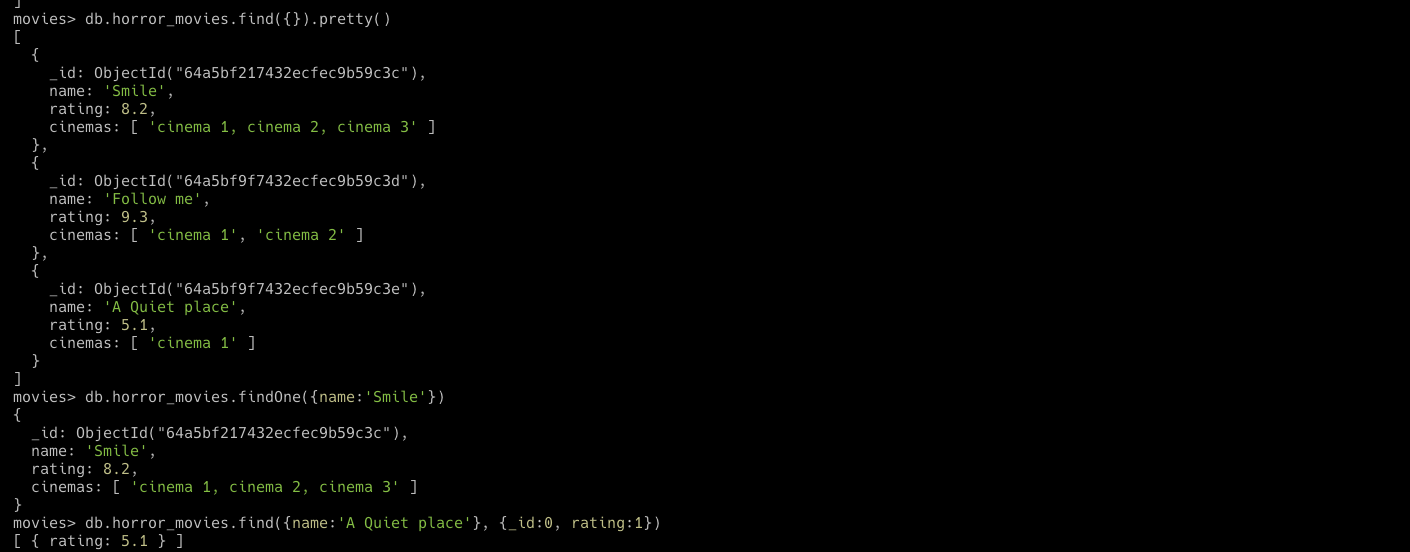 ]
movies> db.horror_movies.find({}).pretty()
[
  {
    _id: ObjectId("64a5bf217432ecfec9b59c3c"),
    name: 'Smile',
    rating: 8.2,
    cinemas: [ 'cinema 1, cinema 2, cinema 3' ]
  },
  {
    _id: ObjectId("64a5bf9f7432ecfec9b59c3d"),
    name: 'Follow me',
    rating: 9.3,
    cinemas: [ 'cinema 1', 'cinema 2' ]
  },
  {
    _id: ObjectId("64a5bf9f7432ecfec9b59c3e"),
    name: 'A Quiet place',
    rating: 5.1,
    cinemas: [ 'cinema 1' ]
  }
]
movies> db.horror_movies.findOne({name:'Smile'})
{
  _id: ObjectId("64a5bf217432ecfec9b59c3c"),
  name: 'Smile',
  rating: 8.2,
  cinemas: [ 'cinema 1, cinema 2, cinema 3' ]
}
movies> db.horror_movies.find({name:'A Quiet place'}, {_id:0, rating:1})
[ { rating: 5.1 } ]